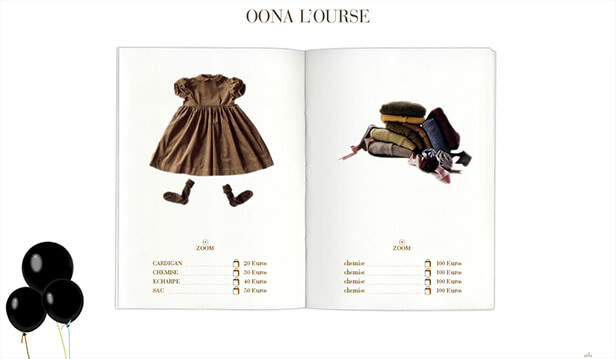 OONA L'OURSE
ZOOM
CARDIGAN 20 Euros
CHEMISE 30 Euros
ECHARPE 40 Euros
SAC 50 Euros
ZOOM
chemise 100 Euros
chemise 100 Euros
chemise 100 Euros
chemise 100 Euros